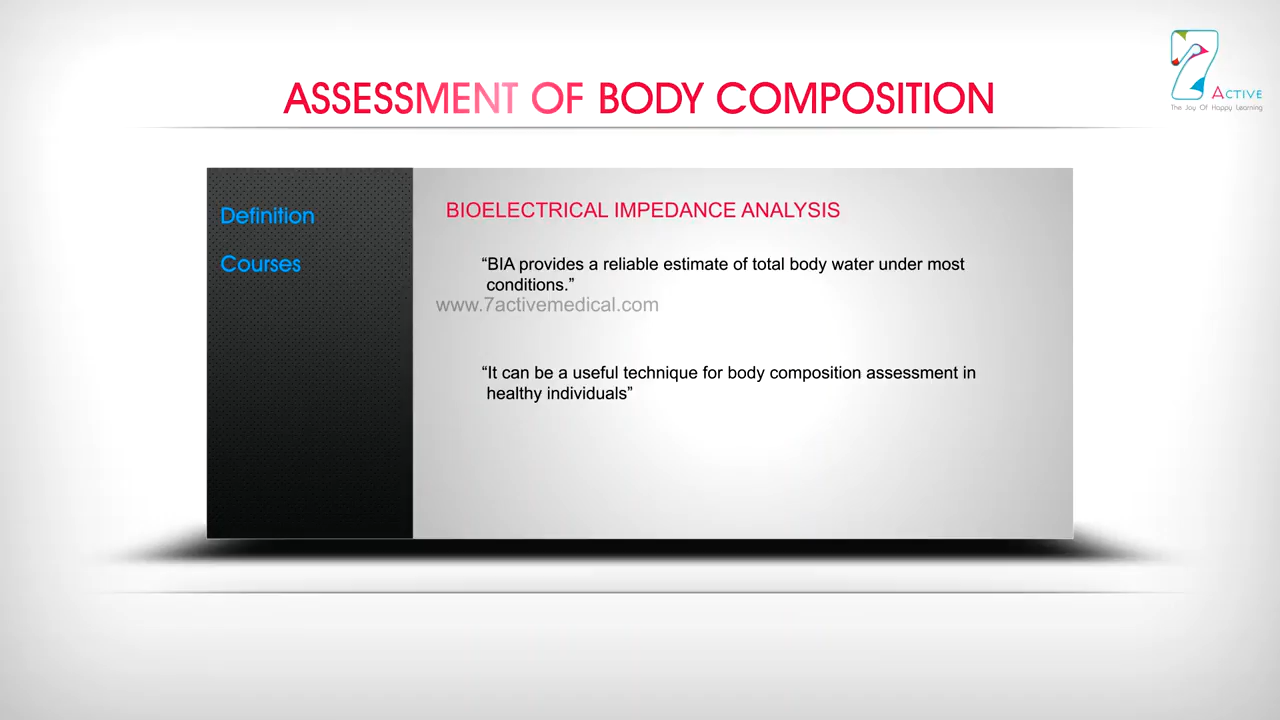 7
ACTIVE
The Joy Of Happy Learning
ASSESSMENT OF BODY COMPOSITION
Definition
Courses
BIOELECTRICAL IMPEDANCE ANALYSIS
“BIA provides a reliable estimate of total body water under most
conditions.”
www.7activemedical.com
“It can be a useful technique for body composition assessment in
healthy individuals”